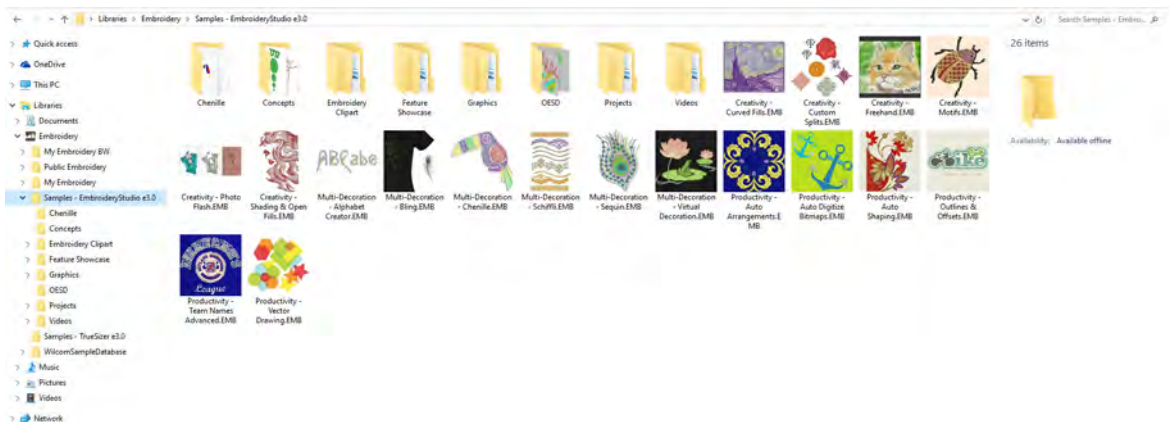 Libraries > Embroidery > Samples - EmbroideryStudio e3.0
Search Samples - Embro...
Quick access
OneDrive
This PC
Libraries
Documents
Embroidery
My Embroidery BW
Public Embroidery
My Embroidery
Samples - EmbroideryStudio e3.0
Chenille
Concepts
Embroidery Clipart
Feature Showcase
Graphics
OESD
Projects
Videos
Samples - TrueSizer e3.0
WilcomSampleDatabase
Music
Pictures
Videos
Network
Chenille
Concepts
Embroidery
Clipart
Feature
Showcase
Graphics
OESD
Projects
Videos
Creativity -
Curved Fills.EMB
Creativity -
Custom
Splits.EMB
Creativity -
Freehand.EMB
Creativity -
Motifs.EMB
ABCabc
Creativity - Photo
Flash.EMB
Creativity -
Shading & Open
Fills.EMB
Multi-Decoration
- Alphabet
Creator.EMB
Multi-Decoration
- Bling.EMB
Multi-Decoration
- Chenille.EMB
Multi-Decoration
- Schiffli.EMB
Multi-Decoration
- Sequin.EMB
Multi-Decoration
- Virtual
Decoration.EMB
Productivity -
Auto
Arrangements.E
MB
Productivity -
Auto Digitize
Bitmaps.EMB
Productivity -
Auto
Shaping.EMB
Productivity -
Outlines &
Offsets.EMB
League
Productivity -
Team Names
Advanced.EMB
Productivity -
Vector
Drawing.EMB
26 items
Availability: Available offline